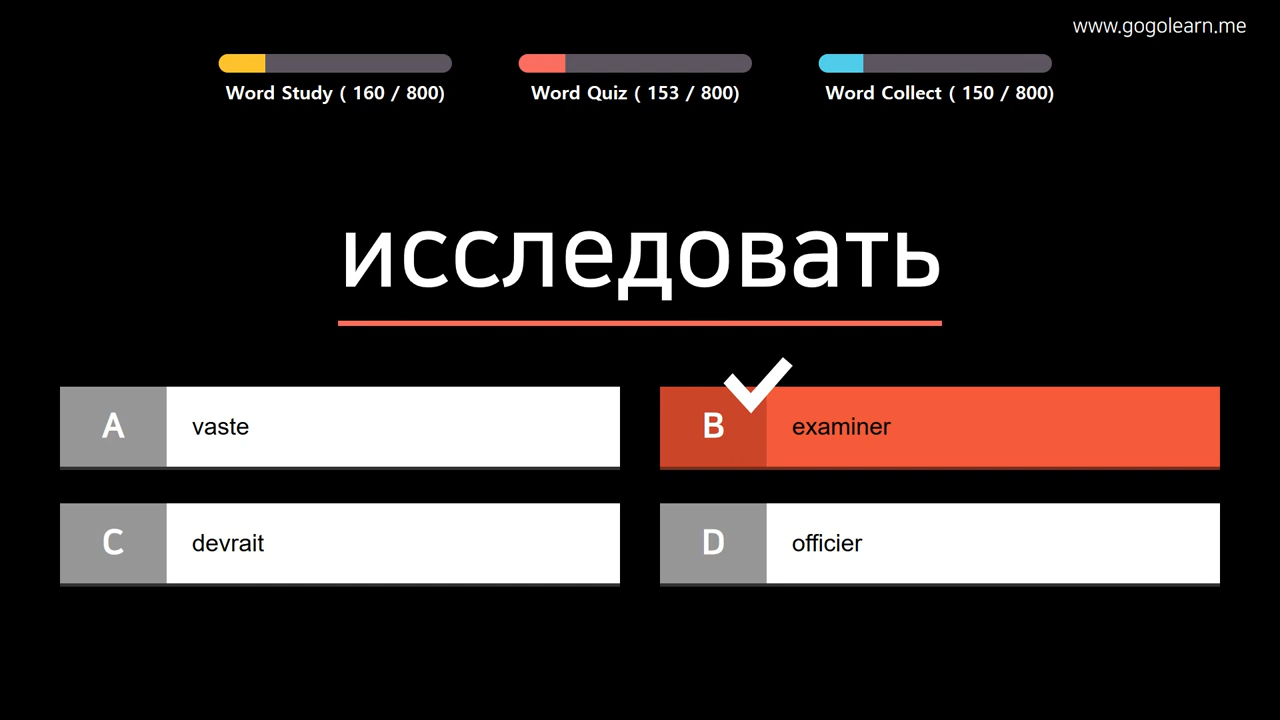 www.gogolearn.me
Word Study ( 160 / 800)
Word Quiz ( 153 / 800)
Word Collect ( 150 / 800)
исследовать
A
vaste
B
examiner
C
devrait
D
officier